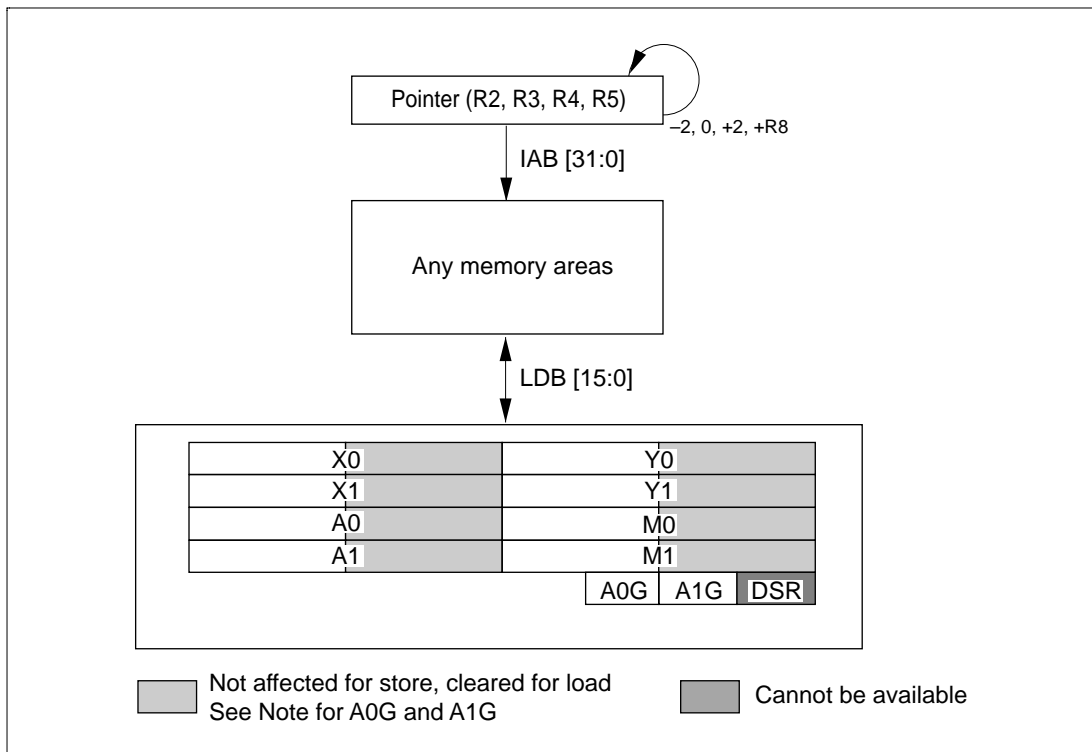 Pointer (R2, R3, R4, R5)
–2, 0, +2, +R8
IAB [31:0]
Any memory areas
LDB [15:0]
X0 Y0
X1 Y1
A0 M0
A1 M1
A0G A1G DSR
Not affected for store, cleared for load
See Note for A0G and A1G
Cannot be available